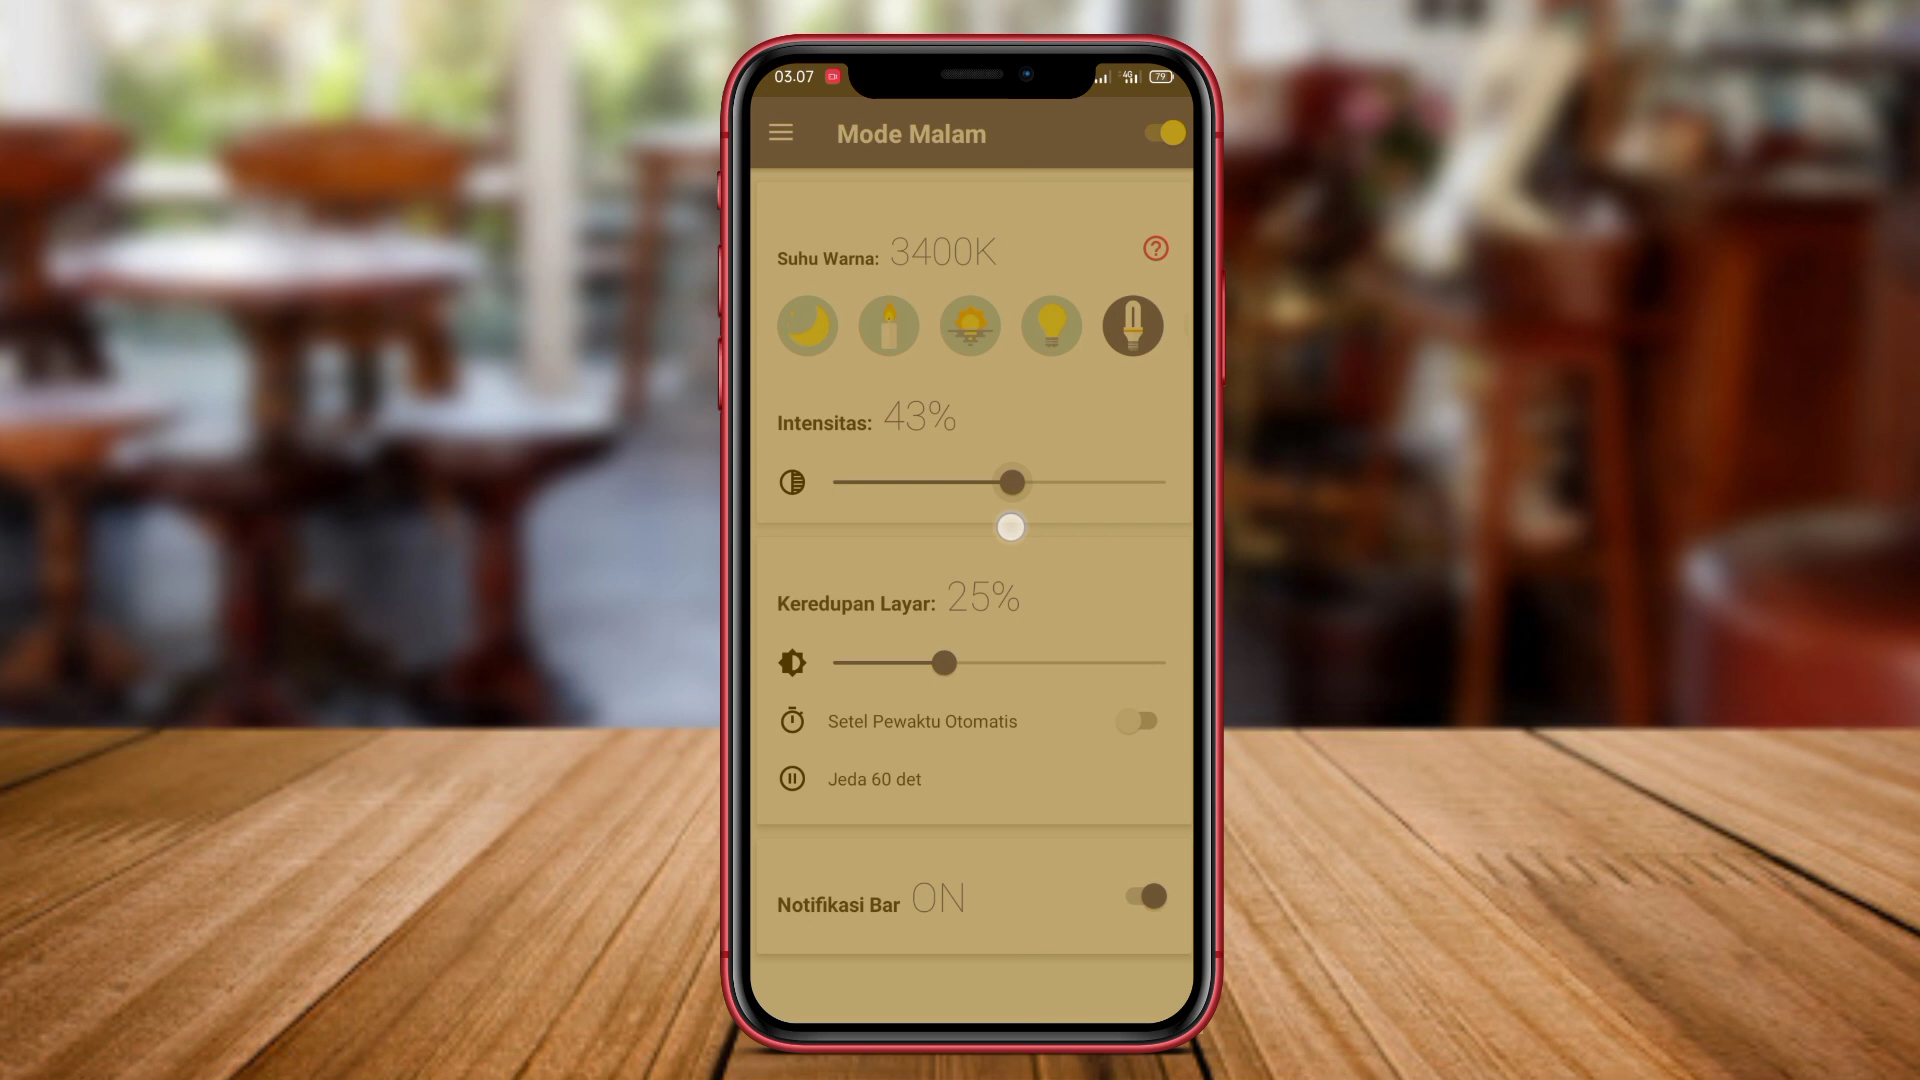 03.07 4G 79
Mode Malam
Suhu Warna: 3400K
Intensitas: 43%
Keredupan Layar: 25%
Setel Pewaktu Otomatis
Jeda 60 det
Notifikasi Bar ON